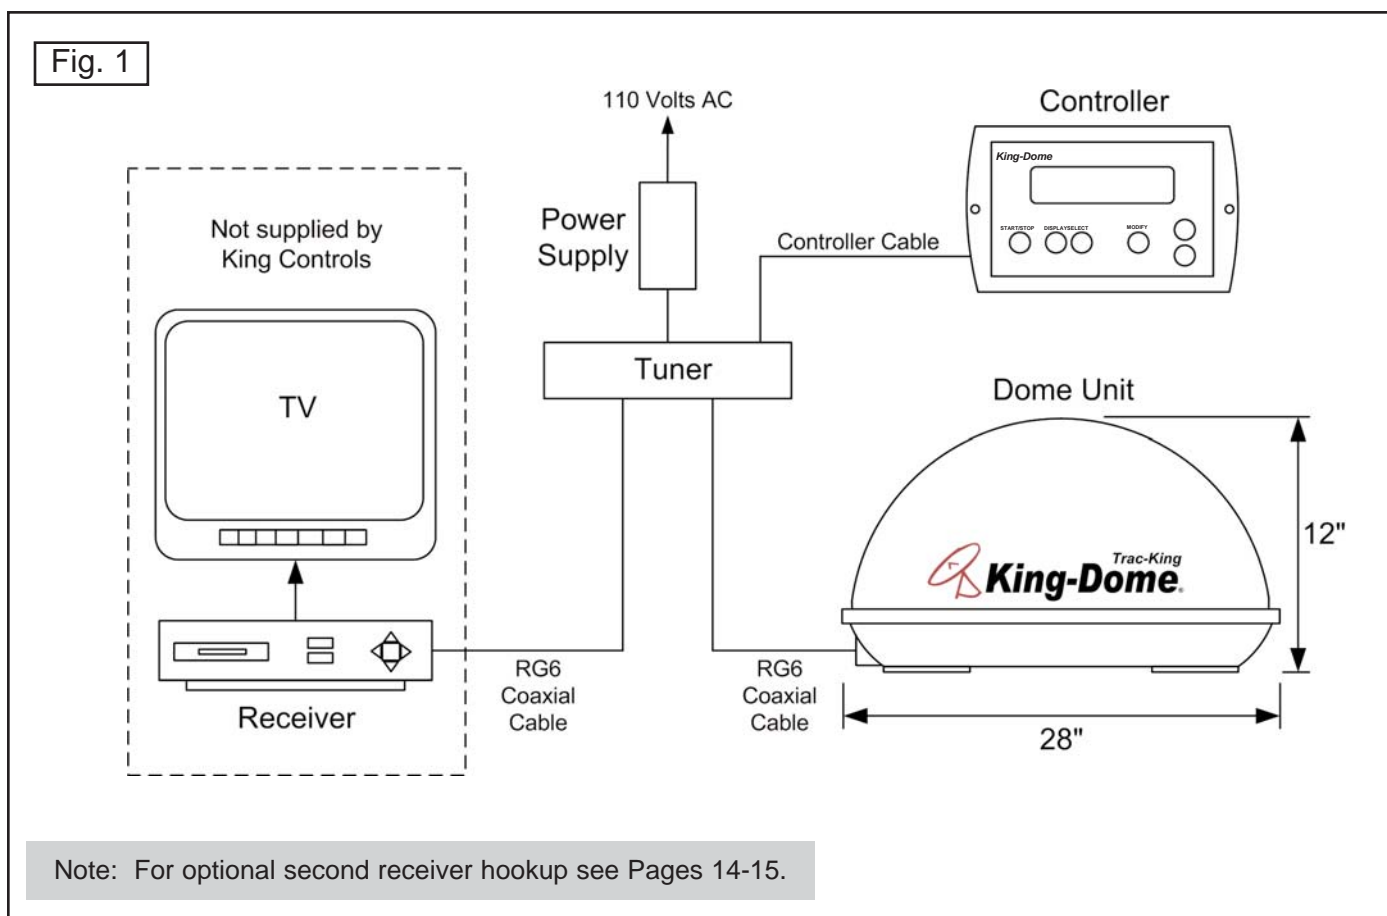 Fig. 1
110 Volts AC
Controller
King-Dome
START/STOP DISPLAY SELECT MODIFY
Not supplied by
King Controls
Power
Supply
Controller Cable
TV
Tuner
Dome Unit
12"
Trac-King
King-Dome®
RG6
Coaxial
Cable
RG6
Coaxial
Cable
Receiver
28"
Note: For optional second receiver hookup see Pages 14-15.